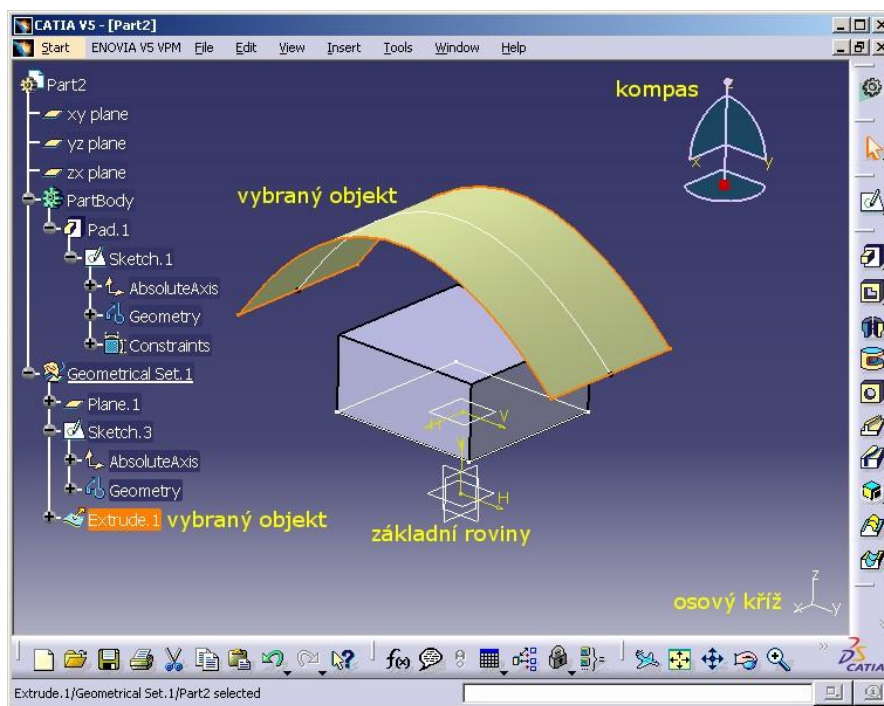 CATIA V5 - [Part2]
Start ENOVIA V5 VPM File Edit View Insert Tools Window Help
Part2
xy plane
yz plane
zx plane
PartBody
Pad.1
Sketch.1
AbsoluteAxis
Geometry
Constraints
Geometrical Set.1
Plane.1
Sketch.3
AbsoluteAxis
Geometry
Extrude.1 vybraný objekt
kompas
z
x y
vybraný objekt
H V
V
H
základní roviny
osový kříž
z
x y
f(x)
DS CATIA
Extrude.1/Geometrical Set.1/Part2 selected